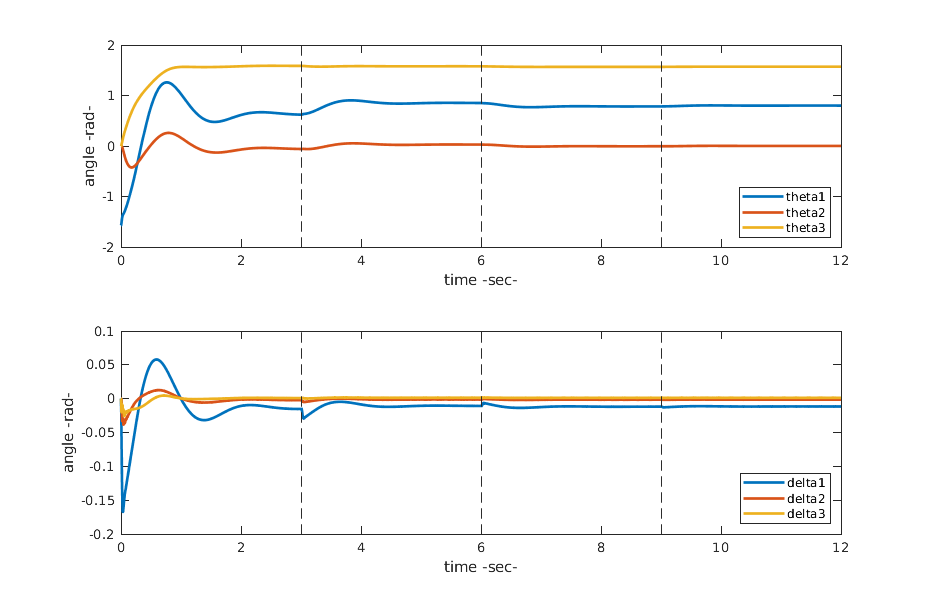 2
1
0
-1
-2
angle -rad-
theta1
theta2
theta3
0 2 4 6 8 10 12
time -sec-
0.1
0.05
0
-0.05
-0.1
-0.15
-0.2
angle -rad-
delta1
delta2
delta3
0 2 4 6 8 10 12
time -sec-